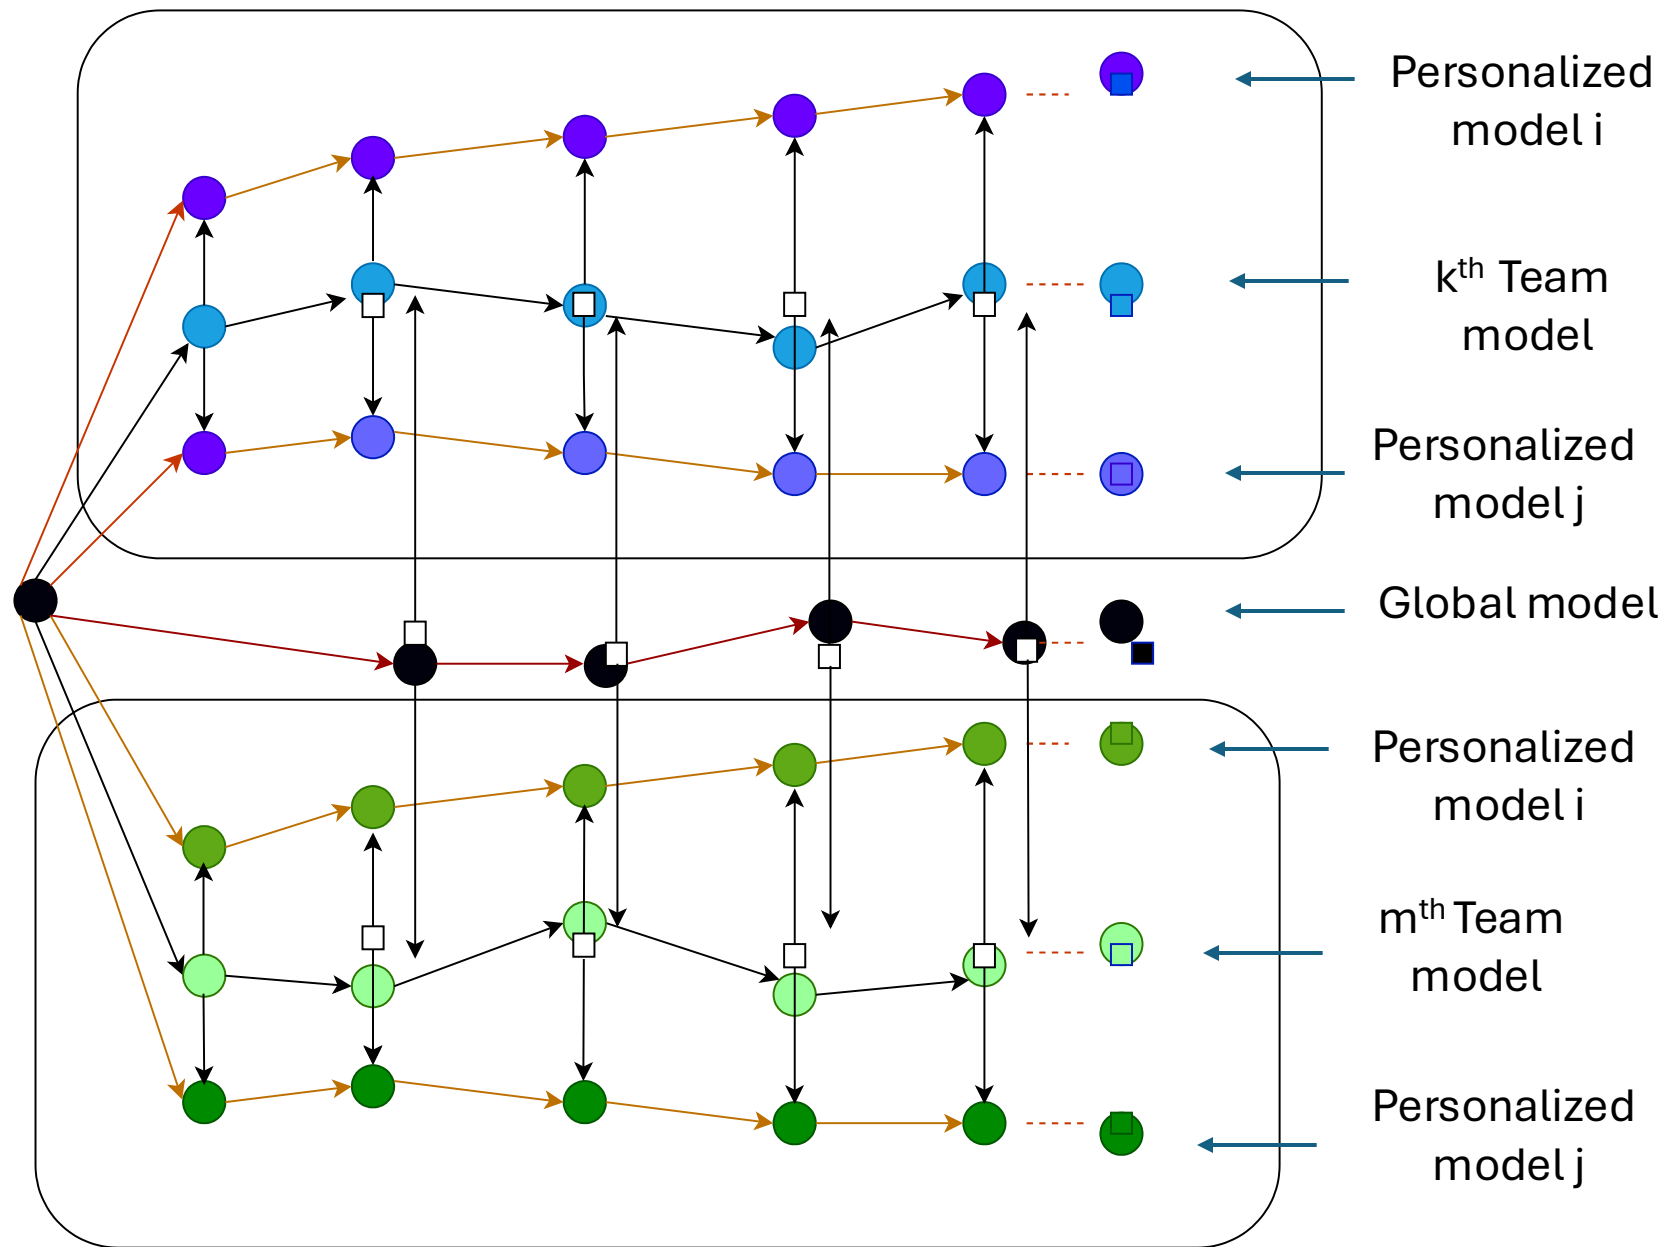 Personalized
model i
kth Team
model
Personalized
model j
Global model
Personalized
model i
mth Team
model
Personalized
model j